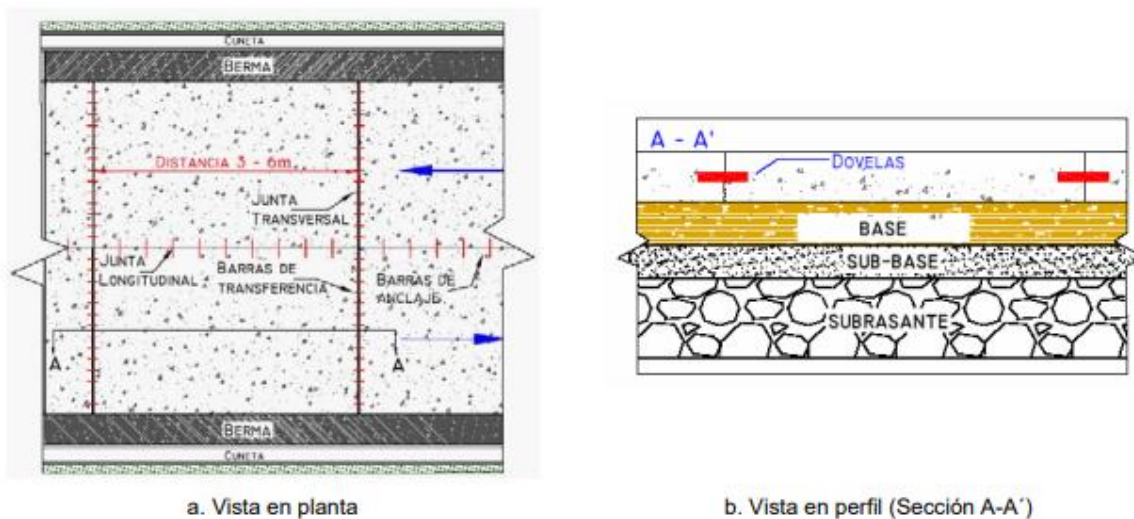 CUNETA
BERMA
DISTANCIA 3 - 6m
JUNTA
TRANSVERSAL
JUNTA
LONGITUDINAL
BARRAS DE
TRANSFERENCIA
BARRAS DE
ANCLAJE
A
A
BERMA
CUNETA
a. Vista en planta
A - A'
DOVELAS
BASE
SUB-BASE
SUBRASANTE
b. Vista en perfil (Sección A-A´)